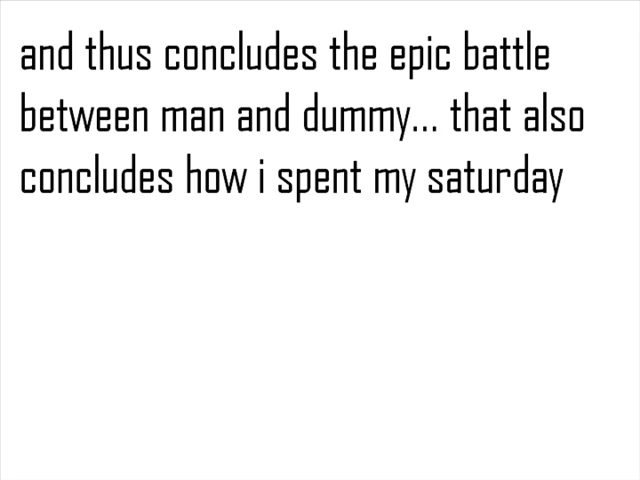 and thus concludes the epic battle
between man and dummy... that also
concludes how i spent my saturday